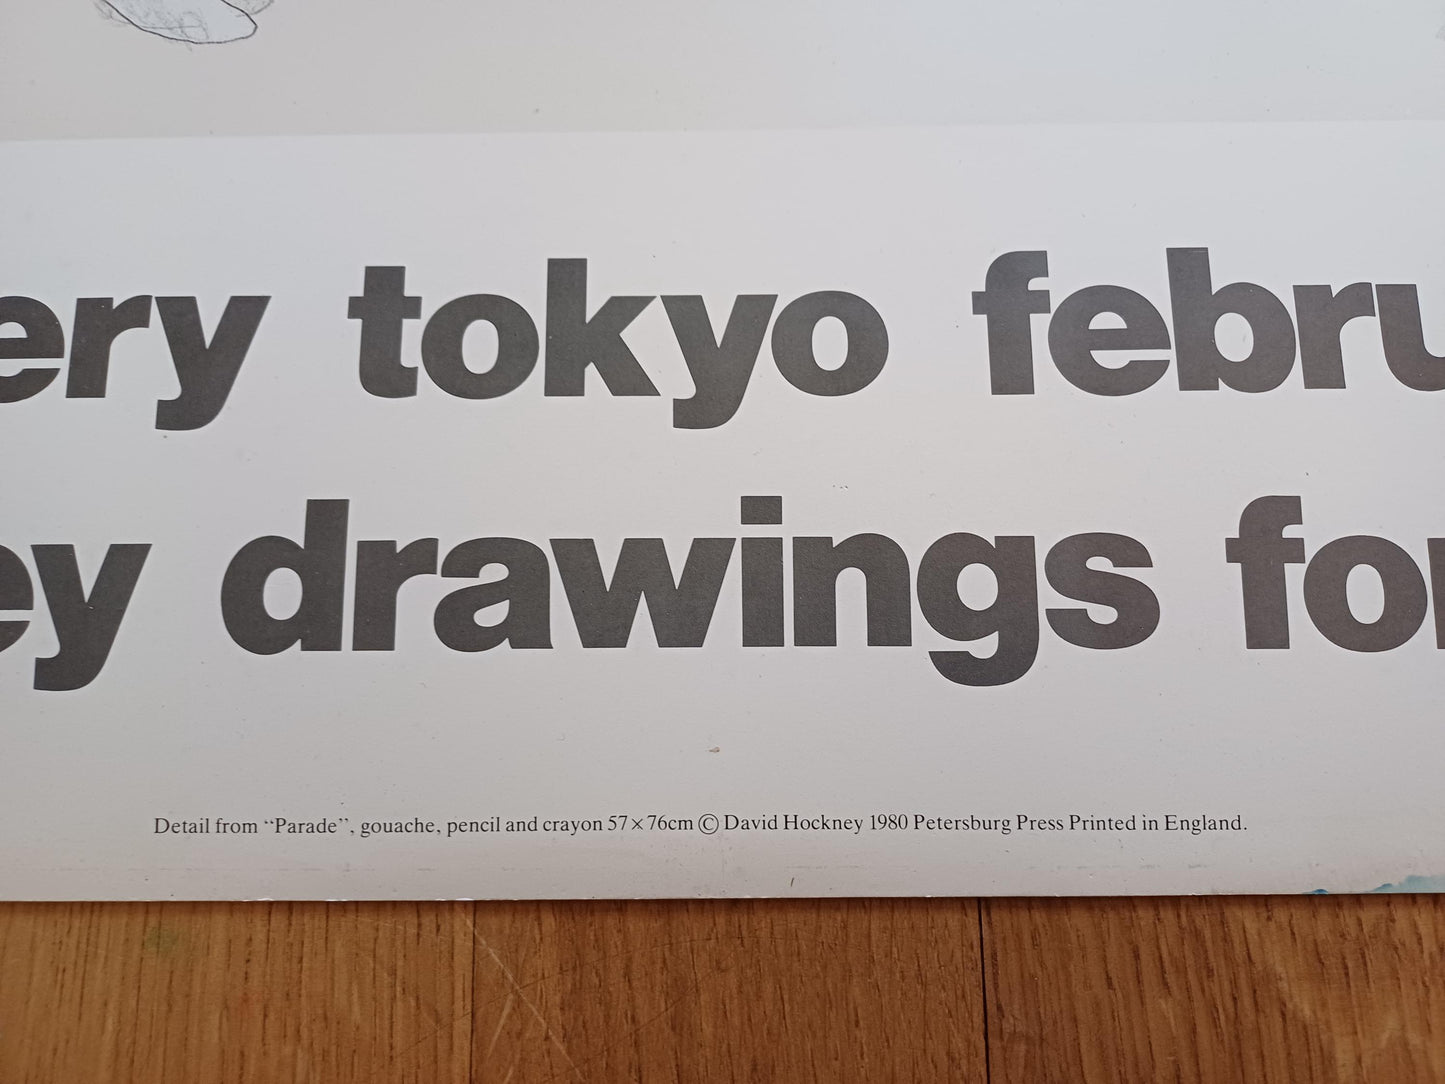 ery tokyo febru
ey drawings for
Detail from “Parade”, gouache, pencil and crayon 57×76cm © David Hockney 1980 Petersburg Press Printed in England.